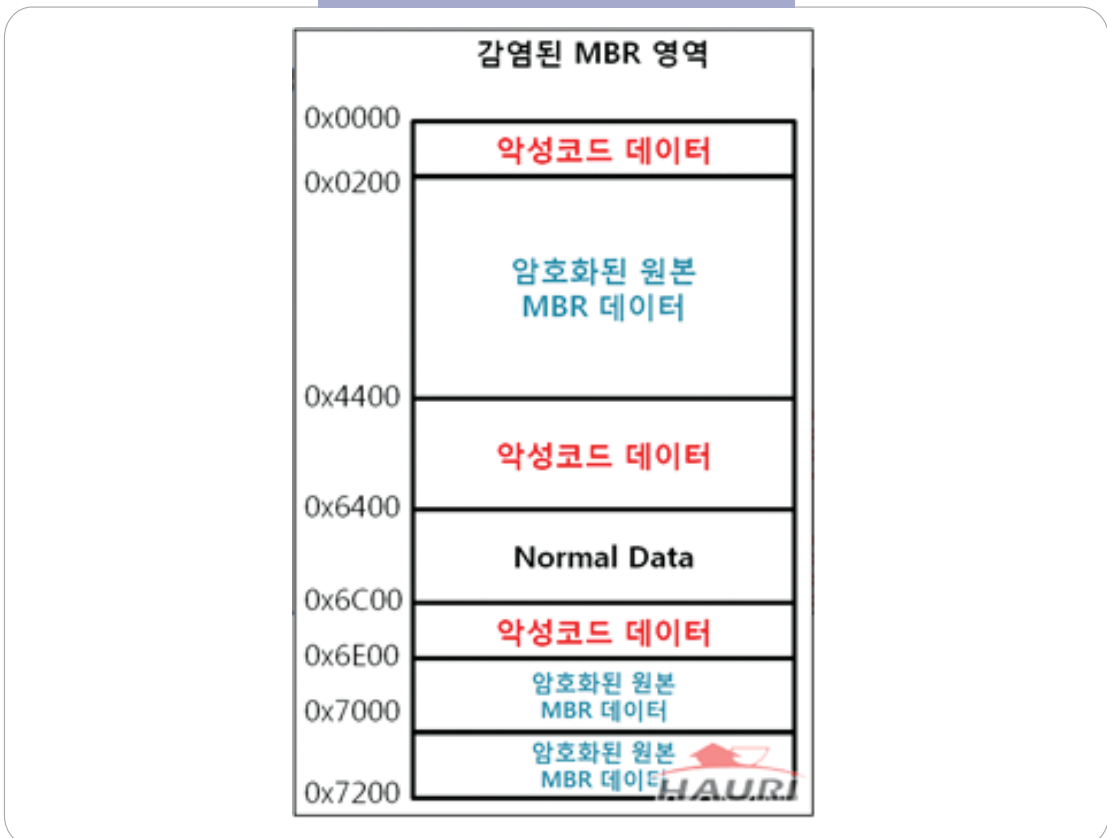 감염된 MBR 영역
0x0000
악성코드 데이터
0x0200
암호화된 원본
MBR 데이터
0x4400
악성코드 데이터
0x6400
Normal Data
0x6C00
악성코드 데이터
0x6E00
암호화된 원본
MBR 데이터
0x7000
암호화된 원본
MBR 데이터
HAURI
0x7200